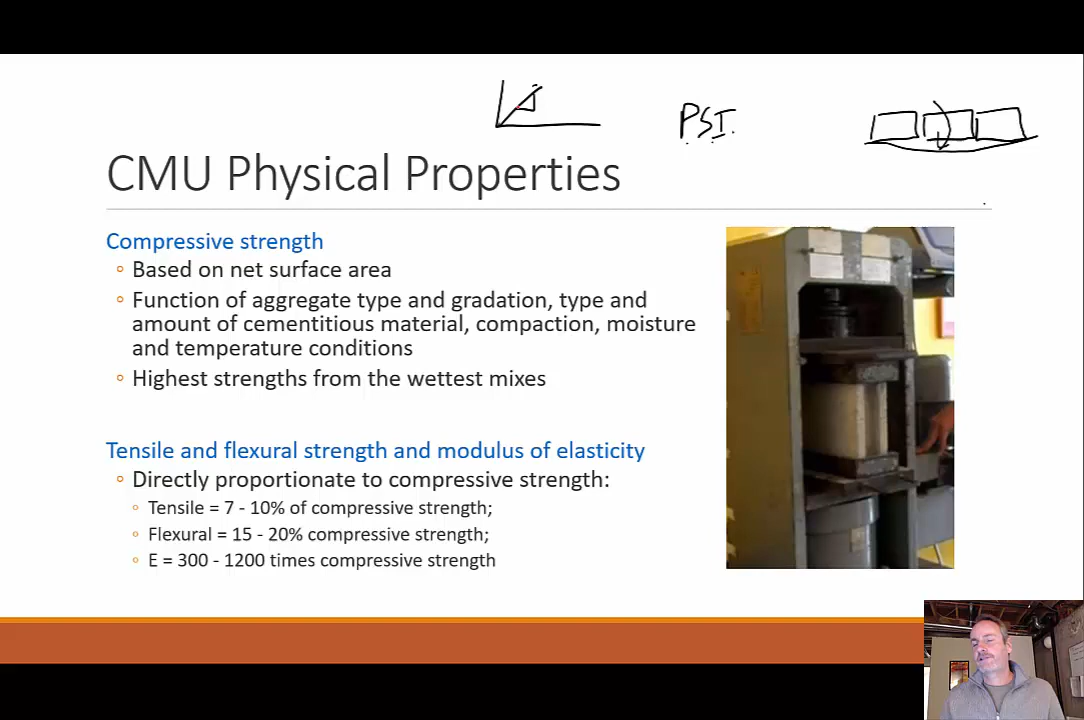 PSI.
CMU Physical Properties
Compressive strength
Based on net surface area
Function of aggregate type and gradation, type and
amount of cementitious material, compaction, moisture
and temperature conditions
Highest strengths from the wettest mixes
Tensile and flexural strength and modulus of elasticity
Directly proportionate to compressive strength:
Tensile = 7 - 10% of compressive strength;
Flexural = 15 - 20% compressive strength;
E = 300 - 1200 times compressive strength